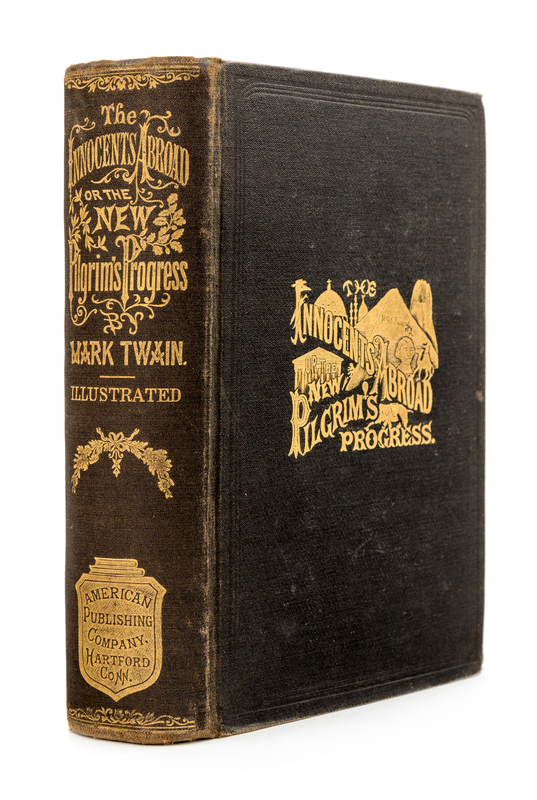 The
INNOCENTS ABROAD
OR THE
NEW
Pilgrim's Progress
BY
MARK TWAIN.
ILLUSTRATED
AMERICAN
PUBLISHING
COMPANY,
HARTFORD
CONN.
THE
INNOCENTS ABROAD
OR THE
NEW
PILGRIM'S
PROGRESS.